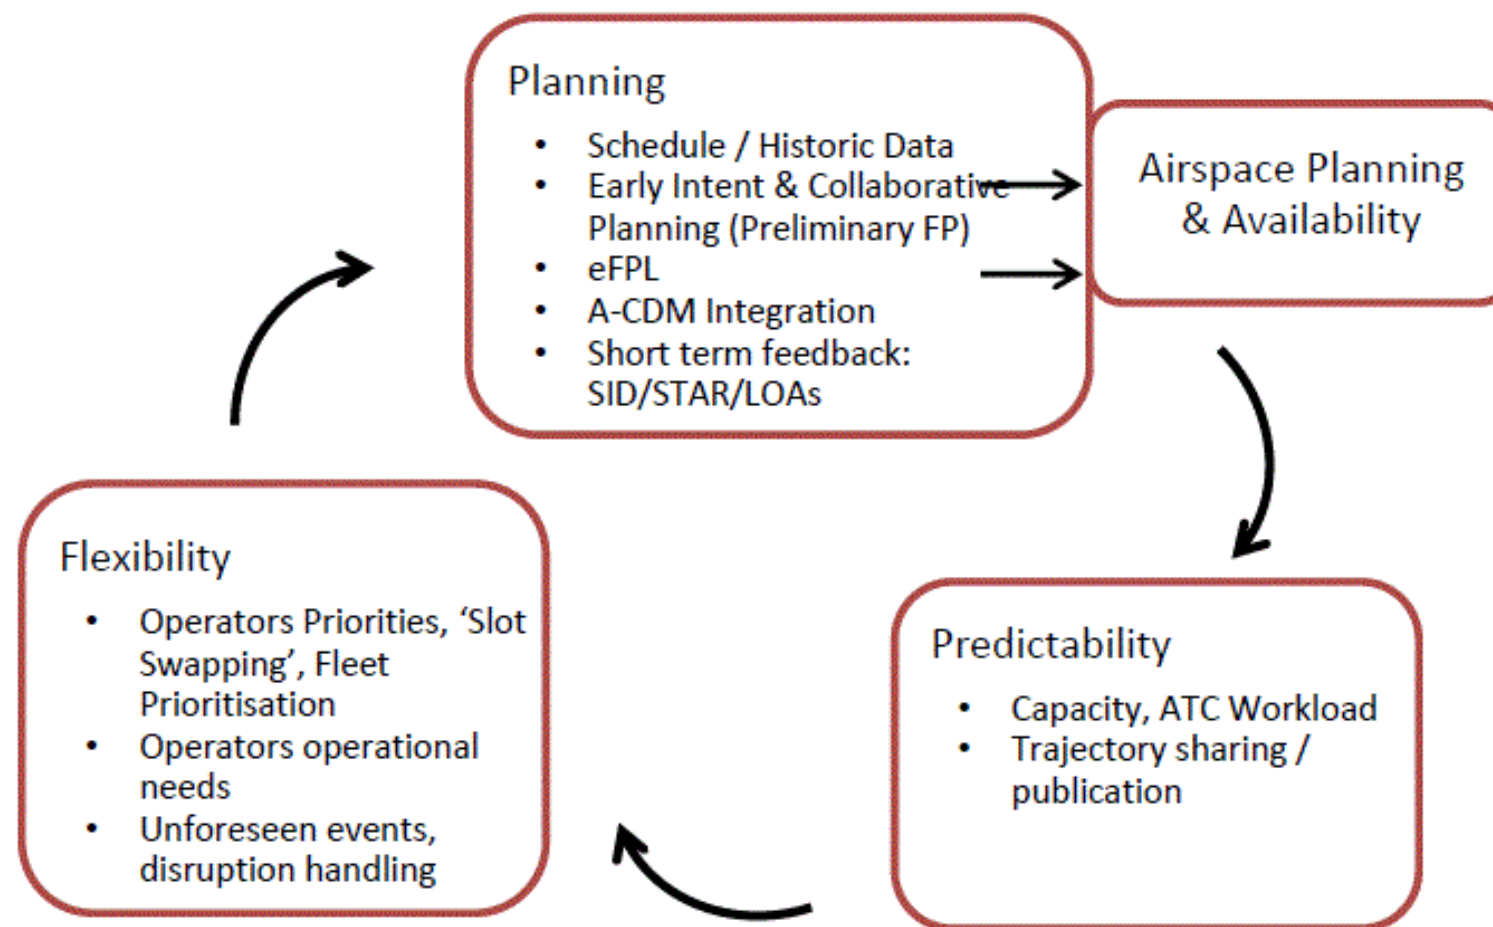 Planning
• Schedule / Historic Data
• Early Intent & Collaborative
Planning (Preliminary FP)
• eFPL
• A-CDM Integration
• Short term feedback:
SID/STAR/LOAs
Airspace Planning
& Availability
Flexibility
• Operators Priorities, ‘Slot
Swapping’, Fleet
Prioritisation
• Operators operational
needs
• Unforeseen events,
disruption handling
Predictability
• Capacity, ATC Workload
• Trajectory sharing /
publication